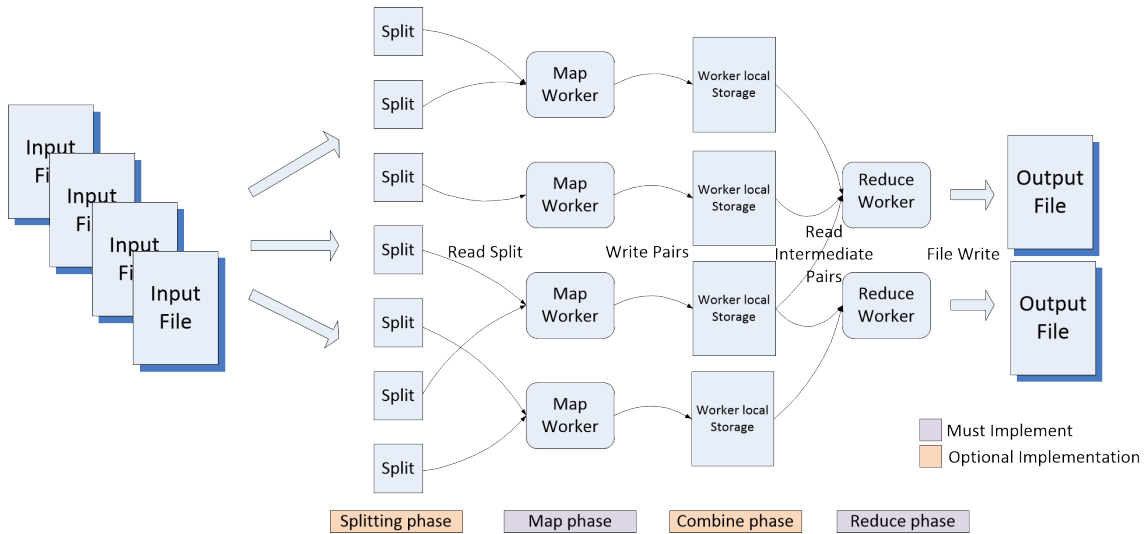 Input
Fi
Input
Fi
Input
Fi
Input
File
Split
Split
Split
Split
Split
Split
Split
Read Split
Map
Worker
Map
Worker
Map
Worker
Map
Worker
Write Pairs
Worker local
Storage
Worker local
Storage
Worker local
Storage
Worker local
Storage
Read
Intermediate
Pairs
Reduce
Worker
Reduce
Worker
File Write
Output
File
Output
File
Must Implement
Optional Implementation
Splitting phase
Map phase
Combine phase
Reduce phase